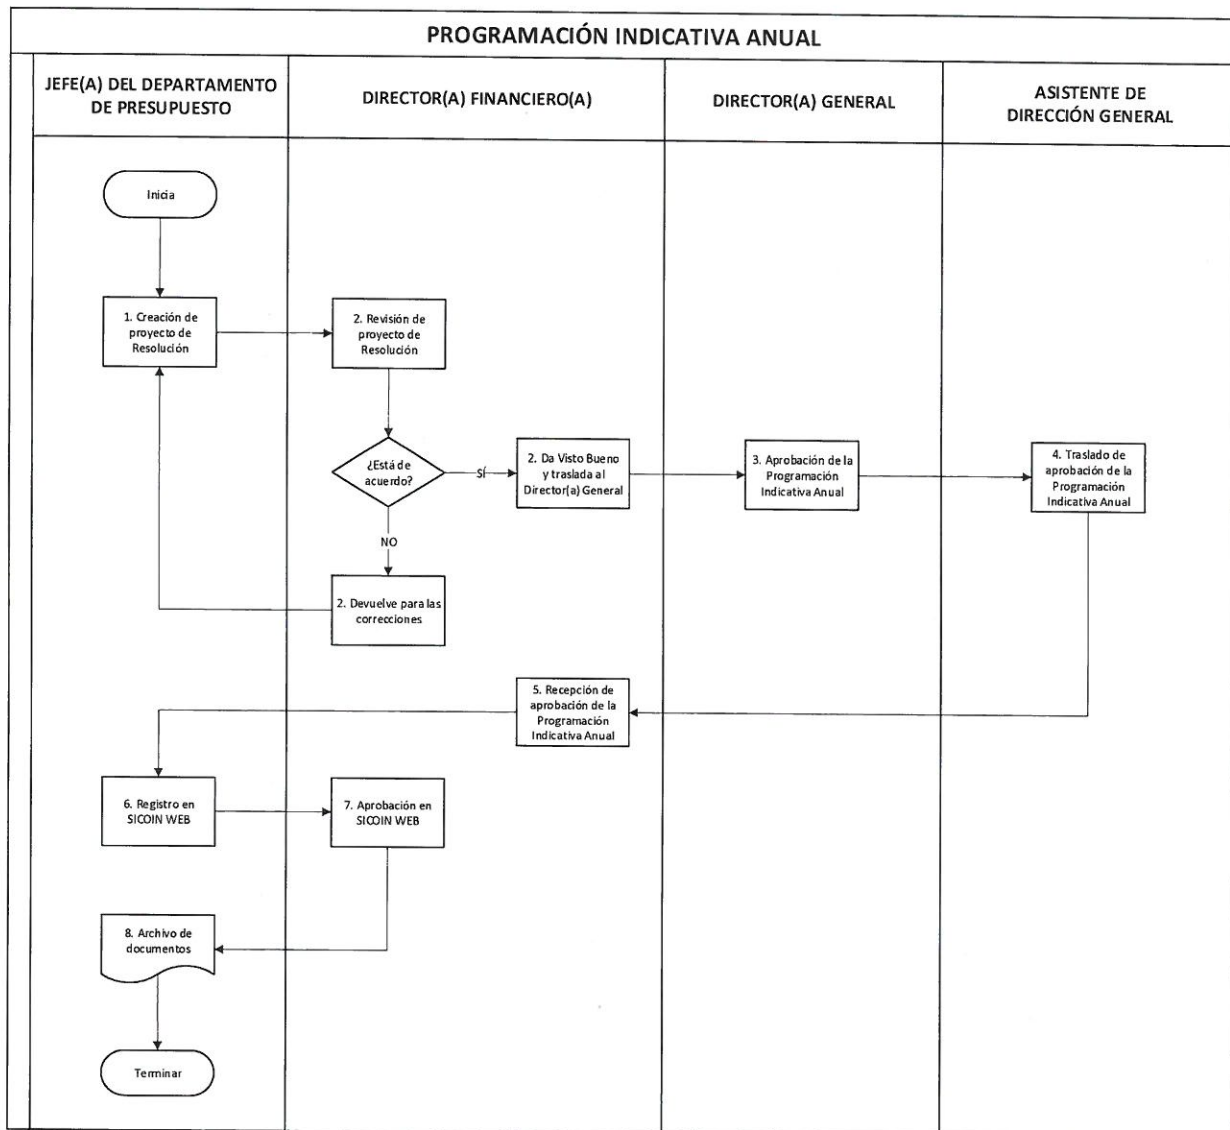 PROGRAMACIÓN INDICATIVA ANUAL
JEFE(A) DEL DEPARTAMENTO
DE PRESUPUESTO
DIRECTOR(A) FINANCIERO(A)
DIRECTOR(A) GENERAL
ASISTENTE DE
DIRECCIÓN GENERAL
Inicia
1. Creación de
proyecto de
Resolución
2. Revisión de
proyecto de
Resolución
¿Está de
acuerdo?
SÍ
2. Da Visto Bueno
y traslada al
Director(a) General
3. Aprobación de la
Programación
Indicativa Anual
4. Traslado de
aprobación de la
Programación
Indicativa Anual
NO
2. Devuelve para las
correcciones
5. Recepción de
aprobación de la
Programación
Indicativa Anual
6. Registro en
SICOIN WEB
7. Aprobación en
SICOIN WEB
8. Archivo de
documentos
Terminar